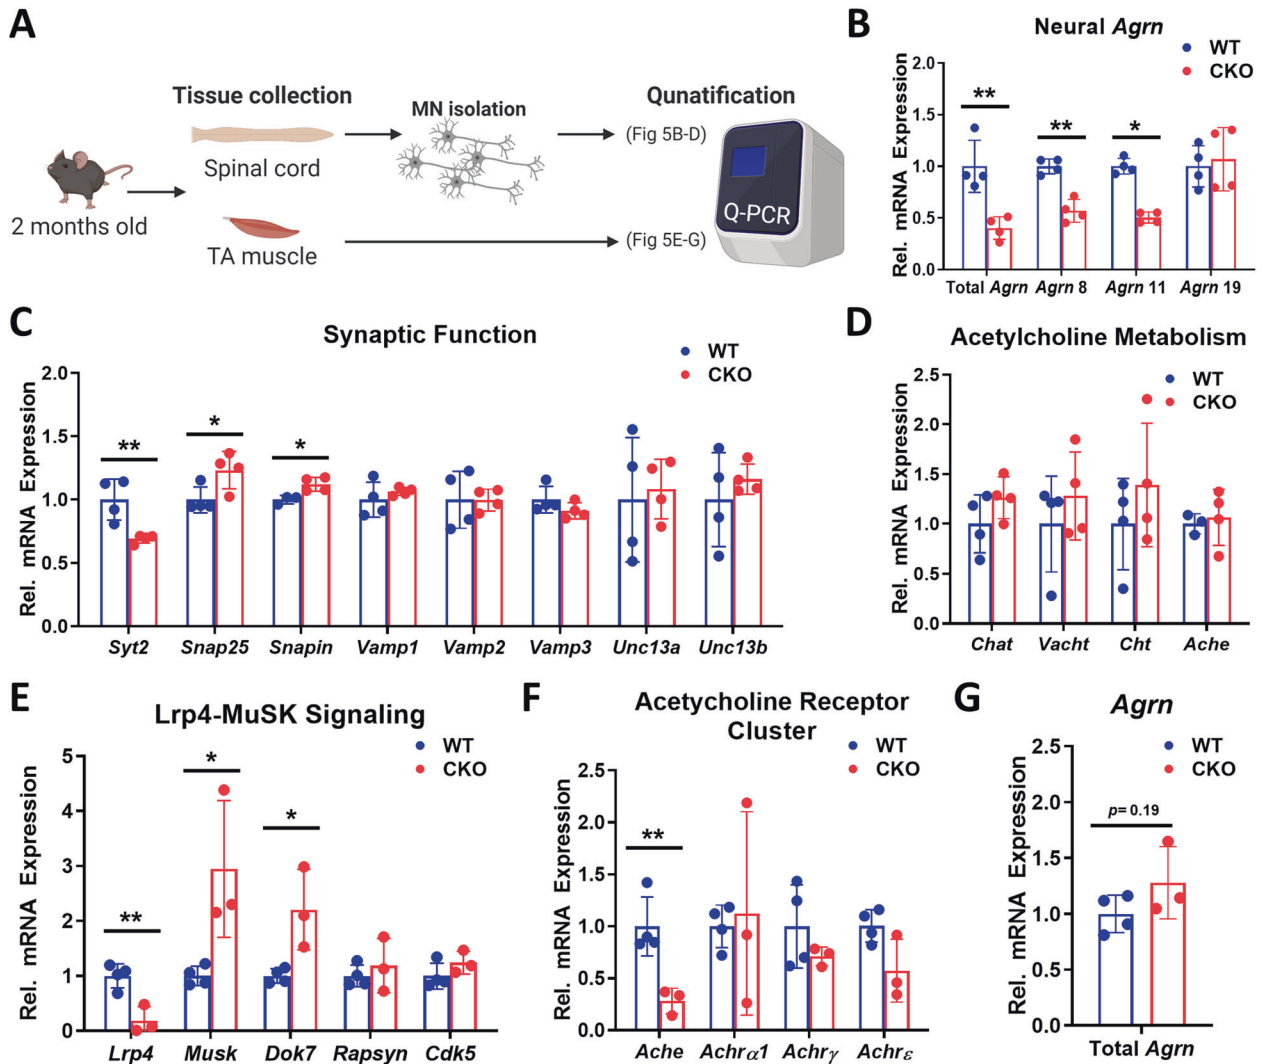 A
Tissue collection
Spinal cord
2 months old
TA muscle
MN isolation
Qunatification
(Fig 5B-D)
(Fig 5E-G)
Q-PCR
B
Neural Agrn
WT
CKO
Rel. mRNA Expression
2.0
1.5
1.0
0.5
0.0
**
**
*
Total Agrn Agrn 8 Agrn 11 Agrn 19
C
Synaptic Function
WT
CKO
Rel. mRNA Expression
2.0
1.5
1.0
0.5
0.0
**
*
*
Syt2 Snap25 Snapin Vamp1 Vamp2 Vamp3 Unc13a Unc13b
D
Acetylcholine Metabolism
WT
CKO
Rel. mRNA Expression
2.5
2.0
1.5
1.0
0.5
0.0
Chat Vacht Cht Ache
E
Lrp4-MuSK Signaling
WT
CKO
Rel. mRNA Expression
5
4
3
2
1
0
**
*
*
Lrp4 Musk Dok7 Rapsyn Cdk5
F
Acetycholine Receptor
Cluster
WT
CKO
Rel. mRNA Expression
2.5
2.0
1.5
1.0
0.5
0.0
**
Ache Achrα1 Achrγ Achrε
G
Agrn
WT
CKO
Rel. mRNA Expression
2.5
2.0
1.5
1.0
0.5
0.0
p= 0.19
Total Agrn